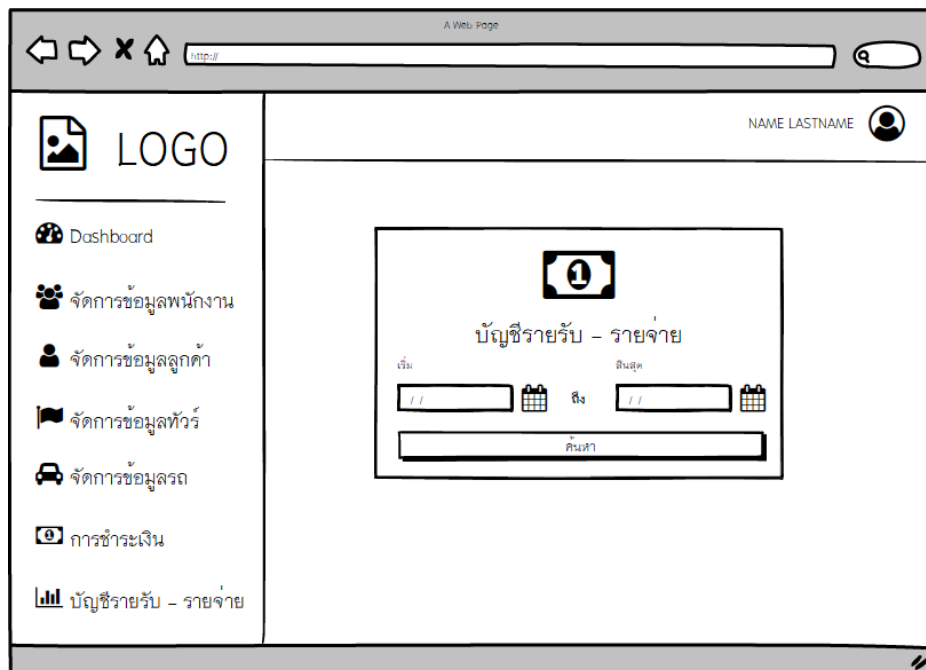 A Web Page
http://
LOGO
NAME LASTNAME
Dashboard
จัดการข้อมูลพนักงาน
จัดการข้อมูลลูกค้า
จัดการข้อมูลทัวร์
จัดการข้อมูลรถ
การชำระเงิน
บัญชีรายรับ - รายจ่าย
1
บัญชีรายรับ - รายจ่าย
เริ่ม สิ้นสุด
/ / ถึง / /
ค้นหา